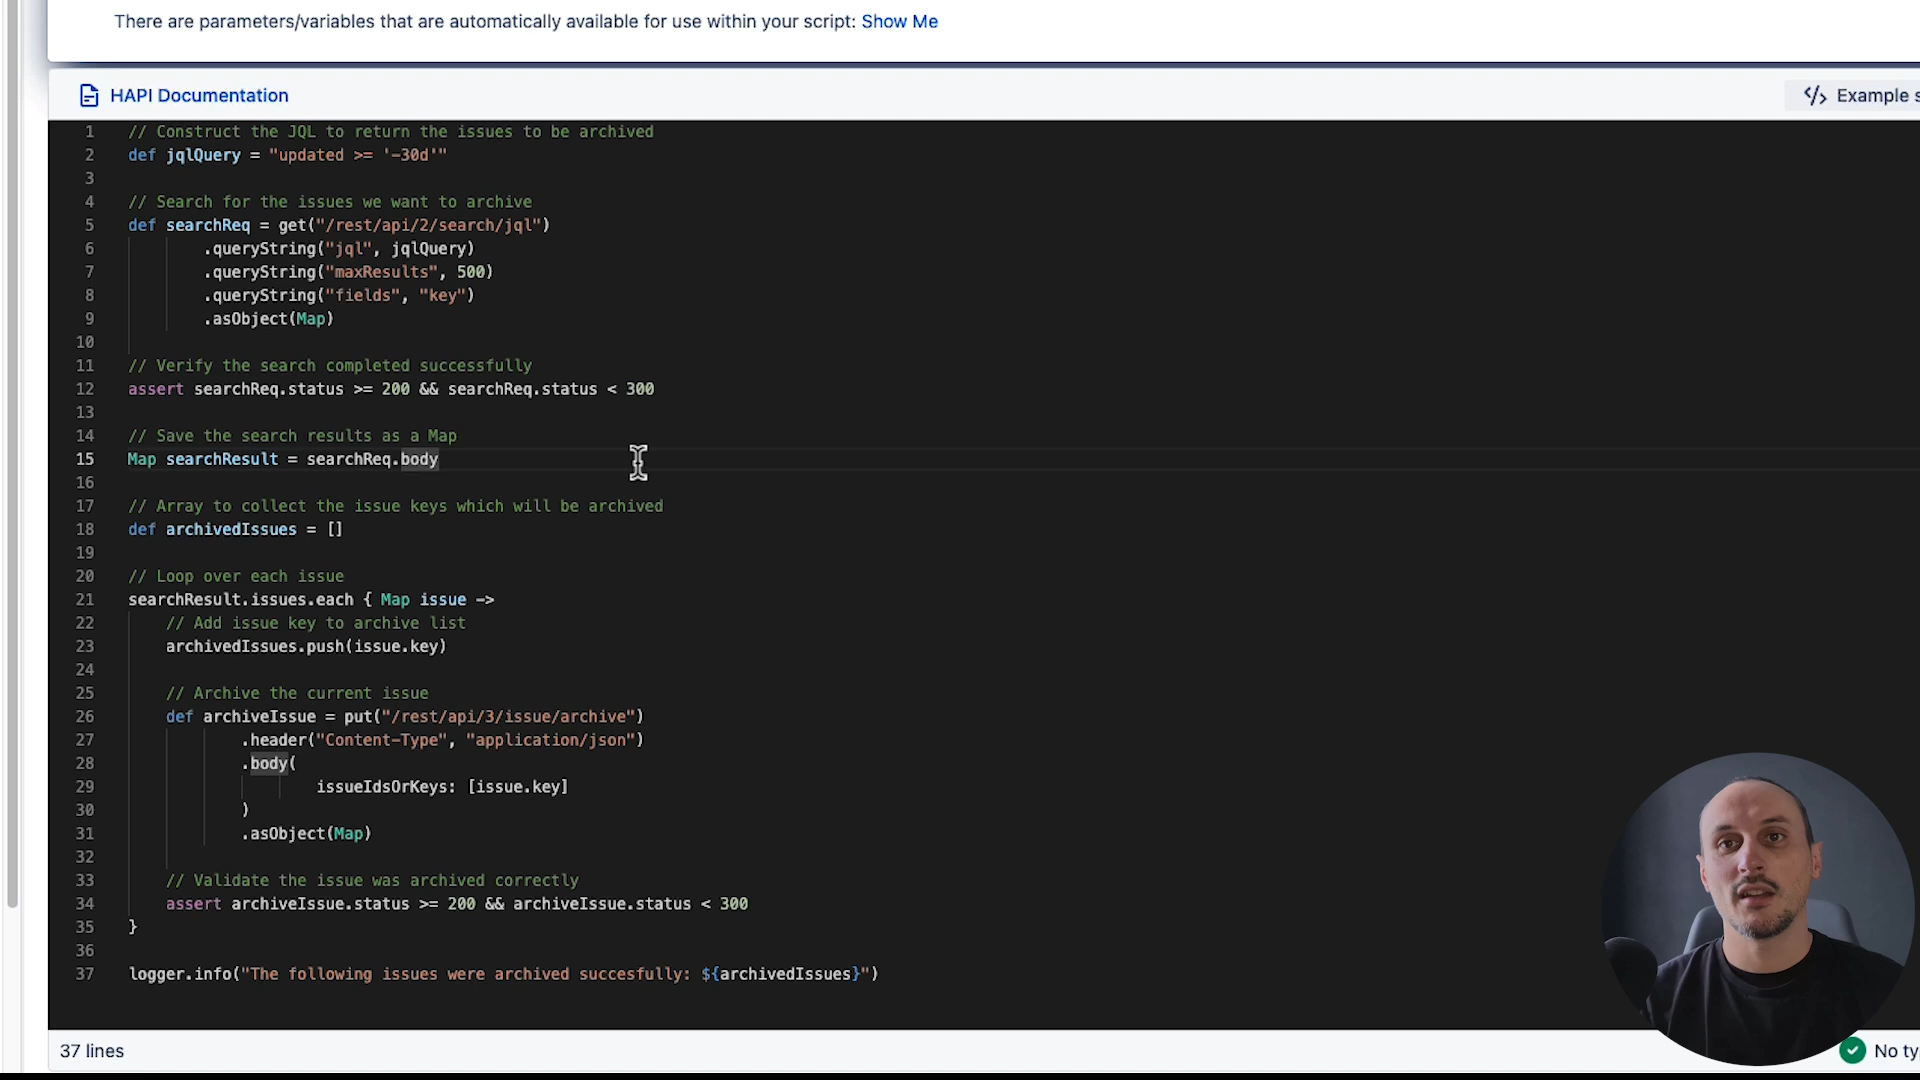 There are parameters/variables that are automatically available for use within your script: Show Me
HAPI Documentation
Example s
1 // Construct the JQL to return the issues to be archived
2 def jqlQuery = "updated >= '-30d'"
3
4 // Search for the issues we want to archive
5 def searchReq = get("/rest/api/2/search/jql")
6 .queryString("jql", jqlQuery)
7 .queryString("maxResults", 500)
8 .queryString("fields", "key")
9 .asObject(Map)
10
11 // Verify the search completed successfully
12 assert searchReq.status >= 200 && searchReq.status < 300
13
14 // Save the search results as a Map
15 Map searchResult = searchReq.body
16
17 // Array to collect the issue keys which will be archived
18 def archivedIssues = []
19
20 // Loop over each issue
21 searchResult.issues.each { Map issue ->
22 // Add issue key to archive list
23 archivedIssues.push(issue.key)
24
25 // Archive the current issue
26 def archiveIssue = put("/rest/api/3/issue/archive")
27 .header("Content-Type", "application/json")
28 .body(
29 issueIdsOrKeys: [issue.key]
30 )
31 .asObject(Map)
32
33 // Validate the issue was archived correctly
34 assert archiveIssue.status >= 200 && archiveIssue.status < 300
35 }
36
37 logger.info("The following issues were archived succesfully: ${archivedIssues}")
37 lines
No ty